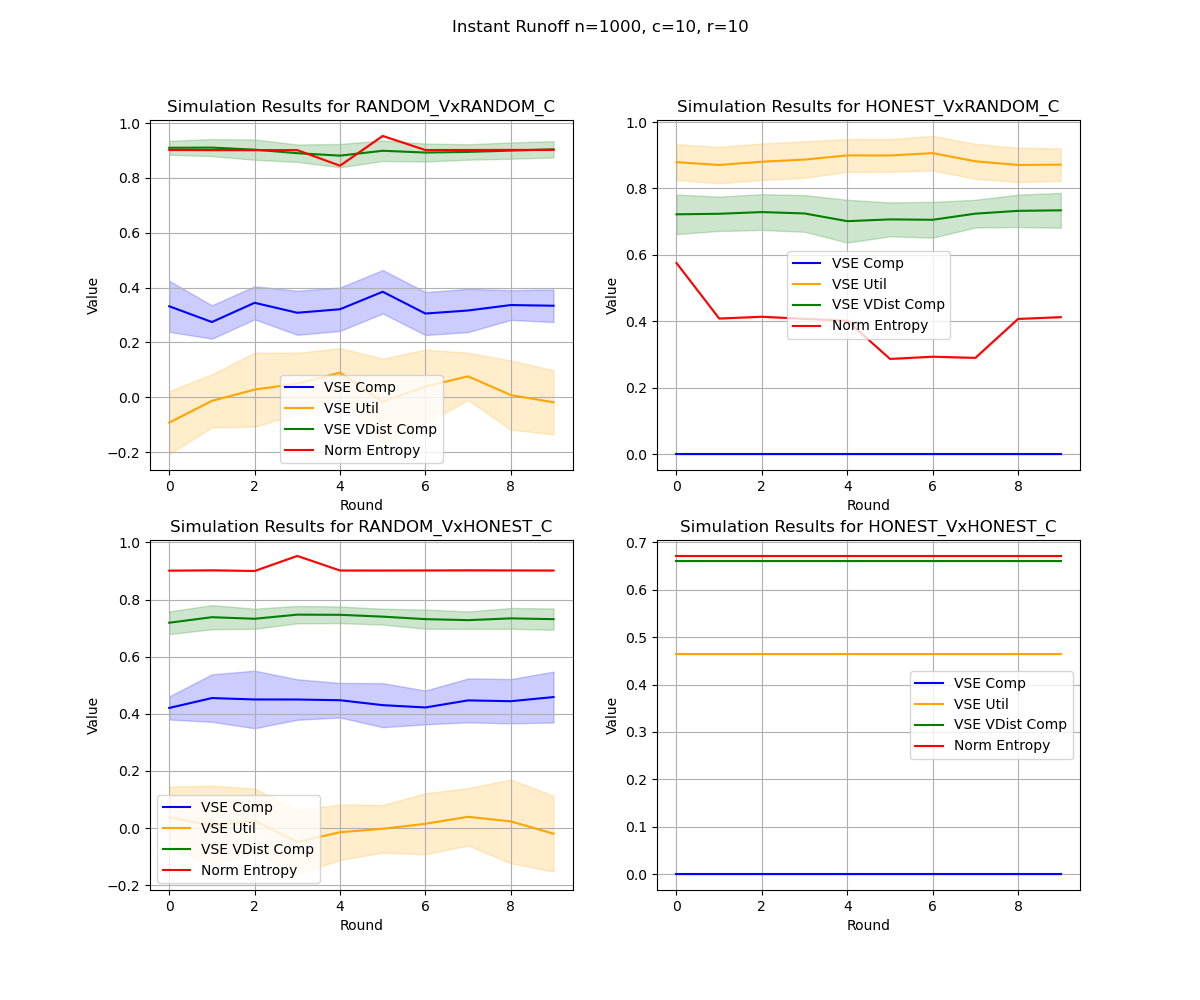 Instant Runoff n=1000, c=10, r=10
Simulation Results for RANDOM_VxRANDOM_C
1.0
0.8
0.6
0.4
0.2
0.0
−0.2
Value
0 2 4 6 8
Round
VSE Comp
VSE Util
VSE VDist Comp
Norm Entropy
Simulation Results for HONEST_VxRANDOM_C
1.0
0.8
0.6
0.4
0.2
0.0
Value
0 2 4 6 8
Round
VSE Comp
VSE Util
VSE VDist Comp
Norm Entropy
Simulation Results for RANDOM_VxHONEST_C
1.0
0.8
0.6
0.4
0.2
0.0
−0.2
Value
0 2 4 6 8
Round
VSE Comp
VSE Util
VSE VDist Comp
Norm Entropy
Simulation Results for HONEST_VxHONEST_C
0.7
0.6
0.5
0.4
0.3
0.2
0.1
0.0
Value
0 2 4 6 8
Round
VSE Comp
VSE Util
VSE VDist Comp
Norm Entropy